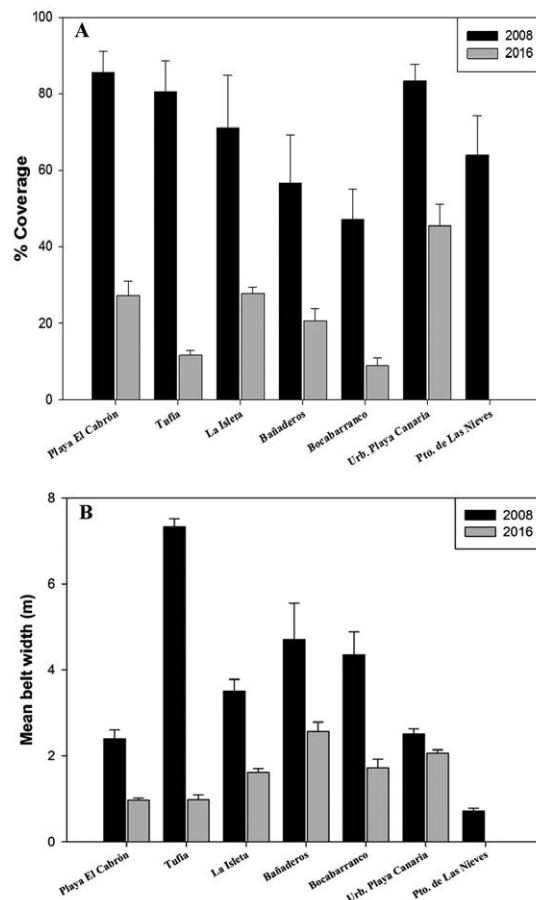 A
2008
2016
100
80
60
40
20
0
% Coverage
Playa El Cabrón
Tufia
La Isleta
Bañaderos
Bocabarranco
Urb. Playa Canaria
Pto. de Las Nieves
B
2008
2016
8
6
4
2
0
Mean belt width (m)
Playa El Cabrón
Tufia
La Isleta
Bañaderos
Bocabarranco
Urb. Playa Canaria
Pto. de Las Nieves